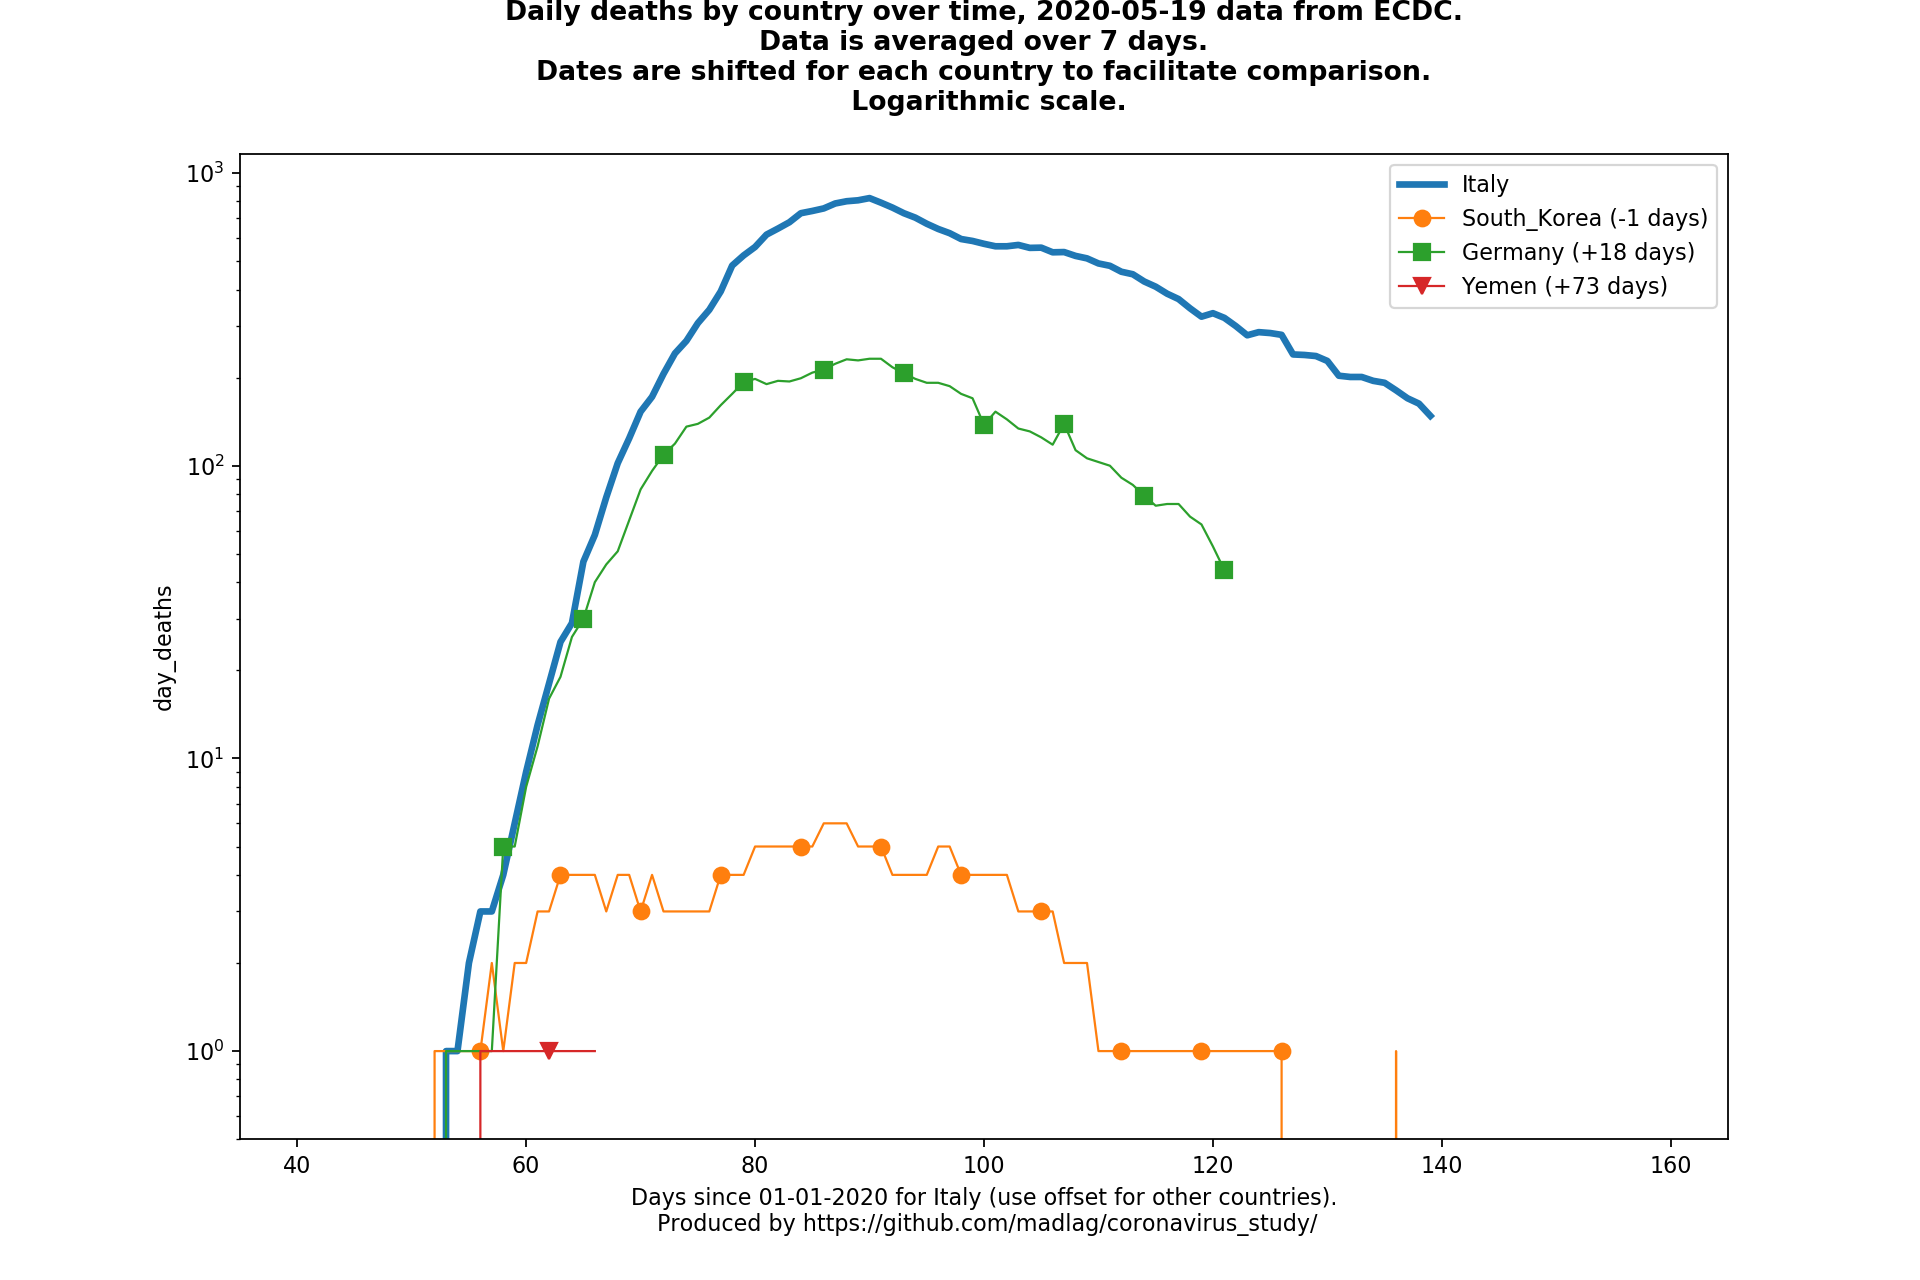 Daily deaths by country over time, 2020-05-19 data from ECDC.
Data is averaged over 7 days.
Dates are shifted for each country to facilitate comparison.
Logarithmic scale.
10³
10²
10¹
10⁰
day_deaths
Italy
South_Korea (-1 days)
Germany (+18 days)
Yemen (+73 days)
40 60 80 100 120 140 160
Days since 01-01-2020 for Italy (use offset for other countries).
Produced by https://github.com/madlag/coronavirus_study/